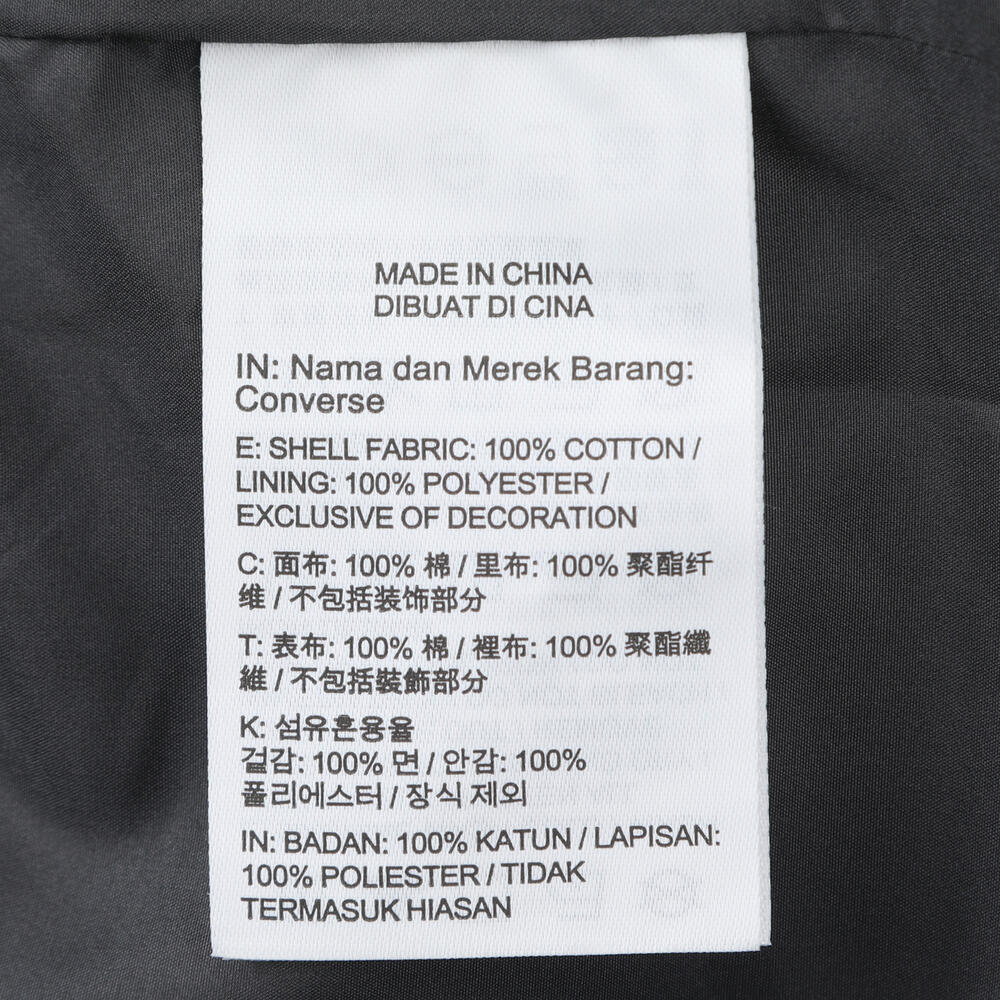 MADE IN CHINA
DIBUAT DI CINA
IN: Nama dan Merek Barang:
Converse
E: SHELL FABRIC: 100% COTTON /
LINING: 100% POLYESTER /
EXCLUSIVE OF DECORATION
C: 面布: 100% 棉 / 里布: 100% 聚酯纤
维 / 不包括装饰部分
T: 表布: 100% 棉 / 裡布: 100% 聚酯纖
維 / 不包括裝飾部分
K: 섬유혼용율
겉감: 100% 면 / 안감: 100%
폴리에스터 / 장식 제외
IN: BADAN: 100% KATUN / LAPISAN:
100% POLIESTER / TIDAK
TERMASUK HIASAN